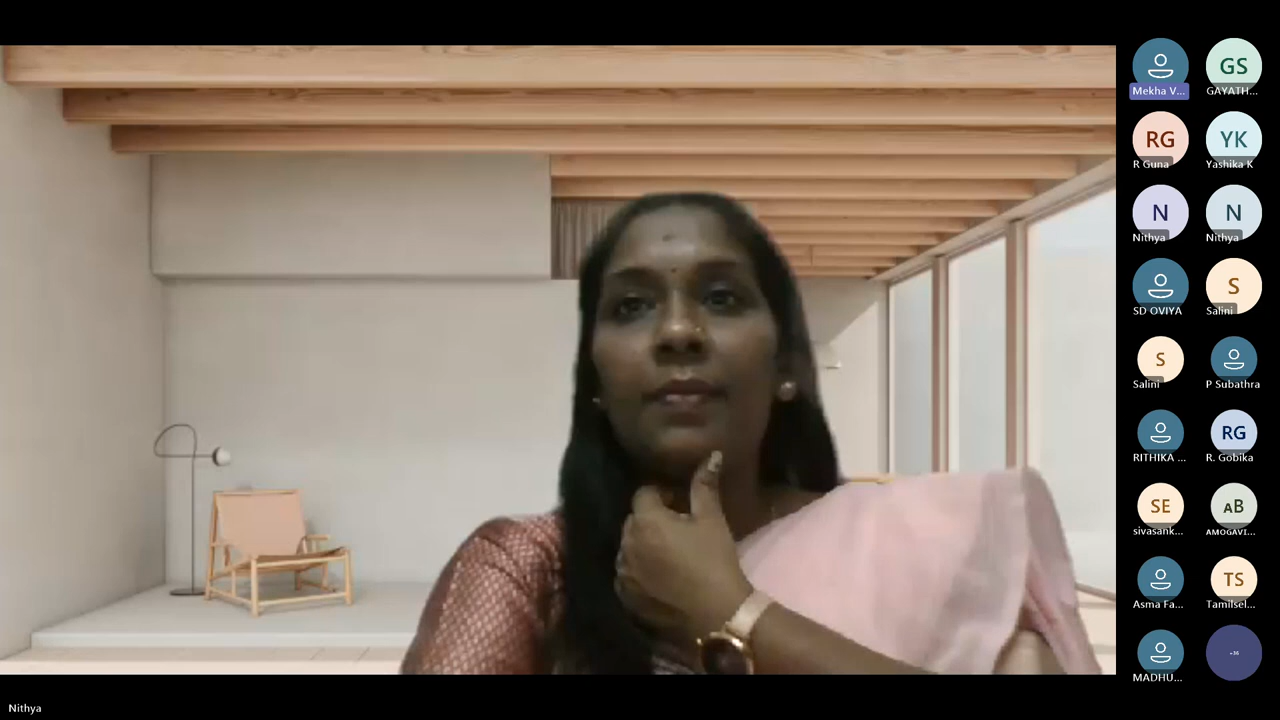 Mekha V...
GS
GAYATH...
RG
R Guna
YK
Yashika K
N
Nithya
N
Nithya
SD OVIYA
S
Salini
S
Salini
P Subathra
RITHIKA ...
RG
R. Gobika
SE
sivasank...
AB
AMOGAVI...
Asma Fa...
TS
Tamilsel...
MADHU...
Nithya